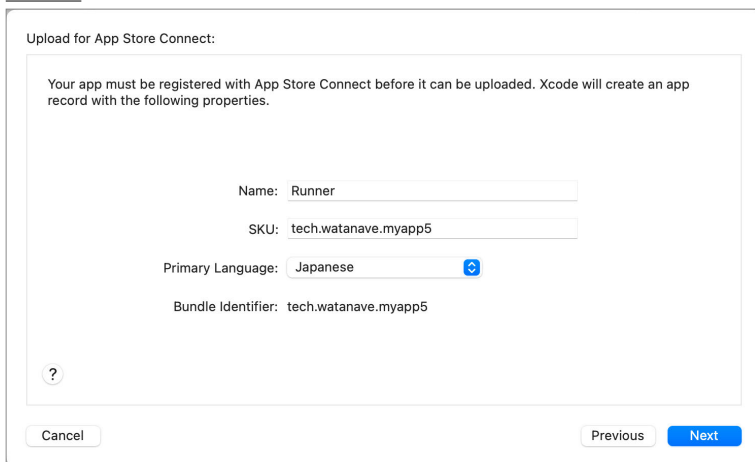 Upload for App Store Connect:
Your app must be registered with App Store Connect before it can be uploaded. Xcode will create an app
record with the following properties.
Name: Runner
SKU: tech.watanave.myapp5
Primary Language: Japanese
Bundle Identifier: tech.watanave.myapp5
?
Cancel Previous Next